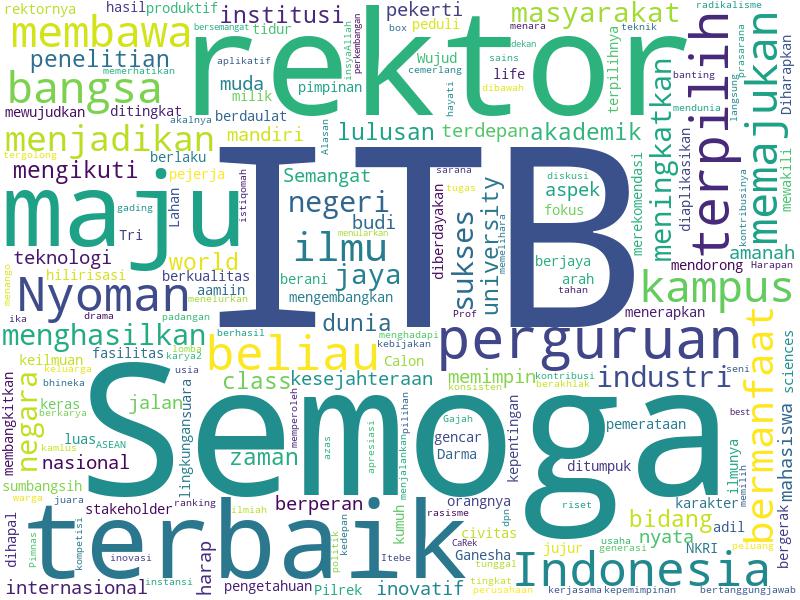 rektornya
hasil
produktif
institusi
pekerti
masyarakat
radikalisme
bersemangat
tidur
box
peduli
menara
teknik
membawa
rektor
dekan
penelitian
aplikatif
insyaAllah
perkembangan
Wujud
cemerlang
sains
terpilihnya
terpilih
langsung
prasarana
memajukan
Diharapkan
memerhatikan
muda
pimpinan
life
banting
bangsa
milik
hayati
dibawah
mendunia
mewujudkan
ditingkat
berdaulat
akalnya
mandiri
Alasan
lulusan
terdepan
akademik
meningkatkan
diaplikasikan
kontribusinya
mewakili
menjadikan
tergolong
berlaku
ITB
mengikuti
pejerja
istiqomah
Semangat
sarana
diskusi
aspek
merekomendasi
maju
Lahan
negeri
budi
diberdayakan
tugas
university
memelihara
fokus
gading
Tri
menularkan
ilmu
sukses
amanah
teknologi
world
berani
jaya
berjaya
mendorong
Harapan
menango
hilirisasi
berkualitas
arah
Nyoman
aamiin
mengembangkan
tahan
kampus
menelurkan
Prof
menerapkan
ika
drama
padangan
dunia
menghasilkan
berhasil
menghadapi
kebijakan
perguruan
bermanfaat
sciences
keilmuan
fasilitas
lomba
karya2
beliau
Calon
keluarga
usia
class
kesejahteraan
memimpin
kontribusi
industri
seni
membangkitkan
negara
bhineka
konsisten
berakhlak
keras
berkarya
jalan
lingkungansuara
memperoleh
Semoga
pilihan
menjalankan
Gajah
kepentingan
best
mahasiswa
kamlus
luas
ASEAN
zaman
azas
apresiasi
gencar
Darma
pemerataan
bergerak
nasional
ditumpuk
ilmunya
memilih
sumbangsih
riset
warga
juara
ranking
berperan
orangnya
karakter
stakeholder
ilmiah
kumuh
rasisme
dpn
bidang
adil
dihapal
Pimnas
kompetisi
terbaik
politik
kedepan
CaRek
civitas
usaha
generasi
nyata
inovasi
Itebe
Ganesha
jujur
NKRI
peluang
harap
tunggal
Indonesia
internasional
instansi
pengetahuan
Pilrek
inovatif
tingkat
perusahaan
kerjasama
kepemimpinan
bertanggungjawab